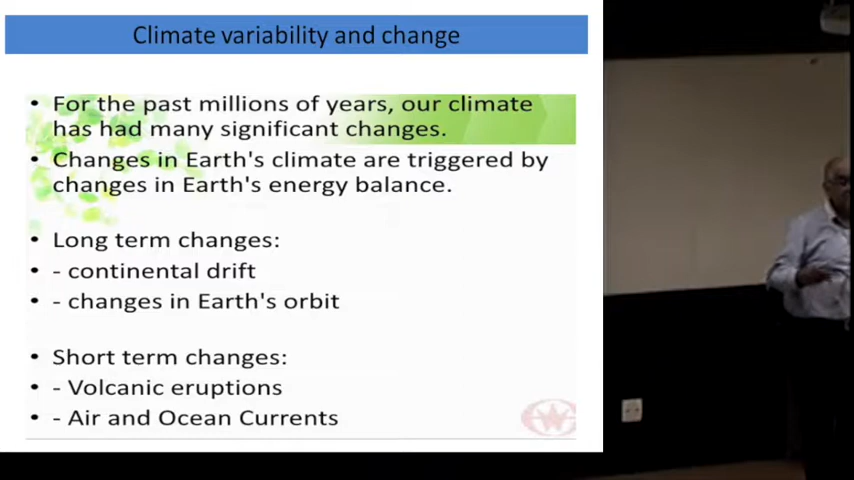 Climate variability and change
• For the past millions of years, our climate
has had many significant changes.
• Changes in Earth's climate are triggered by
changes in Earth's energy balance.
• Long term changes:
• - continental drift
• - changes in Earth's orbit
• Short term changes:
• - Volcanic eruptions
• - Air and Ocean Currents